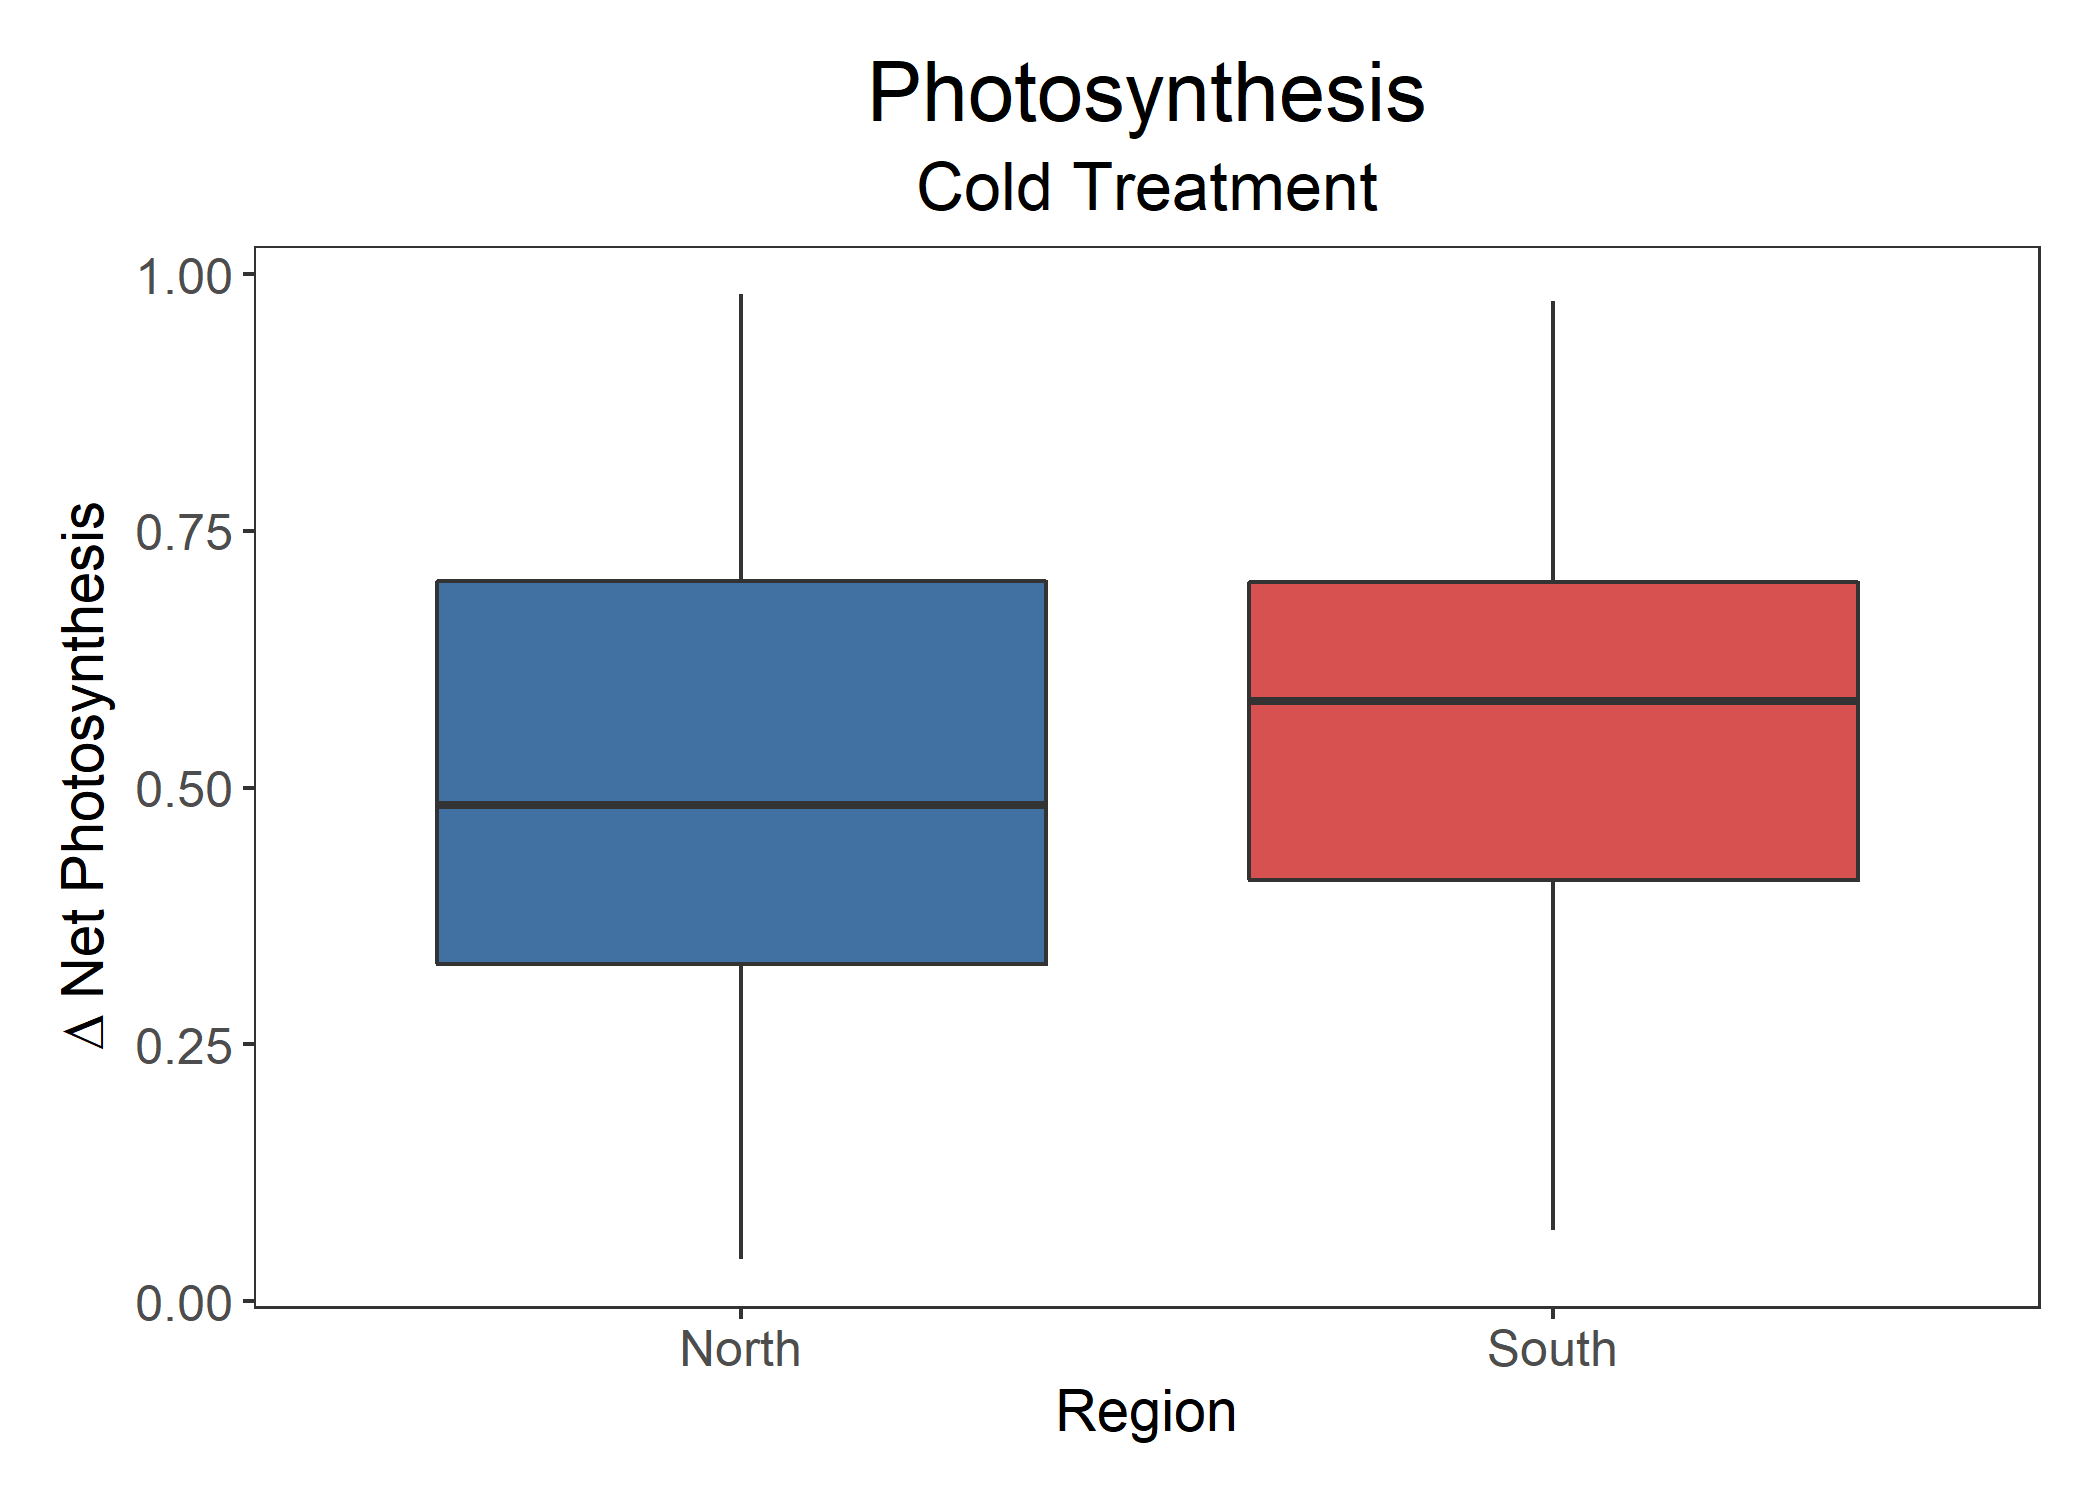 Photosynthesis
Cold Treatment
Δ Net Photosynthesis
1.00
0.75
0.50
0.25
0.00
North South
Region